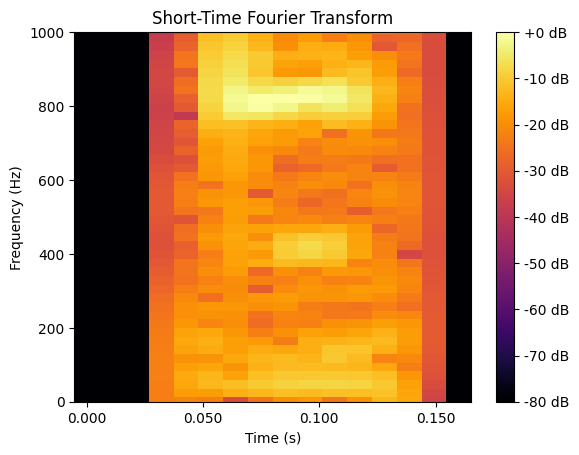 Short-Time Fourier Transform
Frequency (Hz)
1000
800
600
400
200
0
0.000
0.050
0.100
0.150
Time (s)
+0 dB
-10 dB
-20 dB
-30 dB
-40 dB
-50 dB
-60 dB
-70 dB
-80 dB